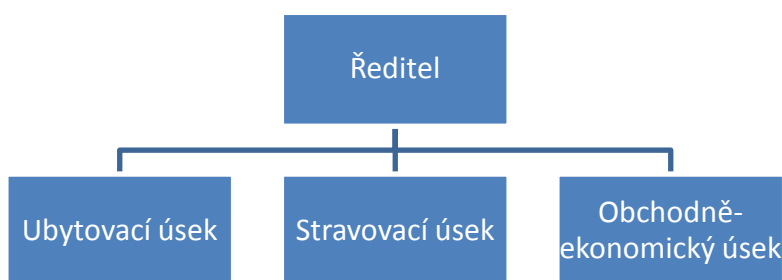 Ředitel
Ubytovací úsek
Stravovací úsek
Obchodně-
ekonomický úsek